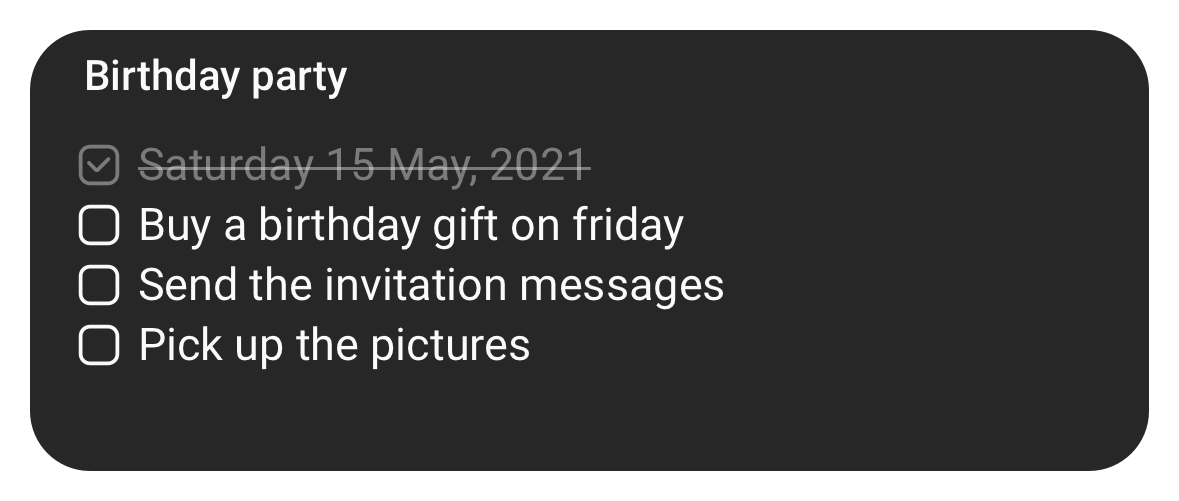 Birthday party
Saturday 15 May, 2021
Buy a birthday gift on friday
Send the invitation messages
Pick up the pictures